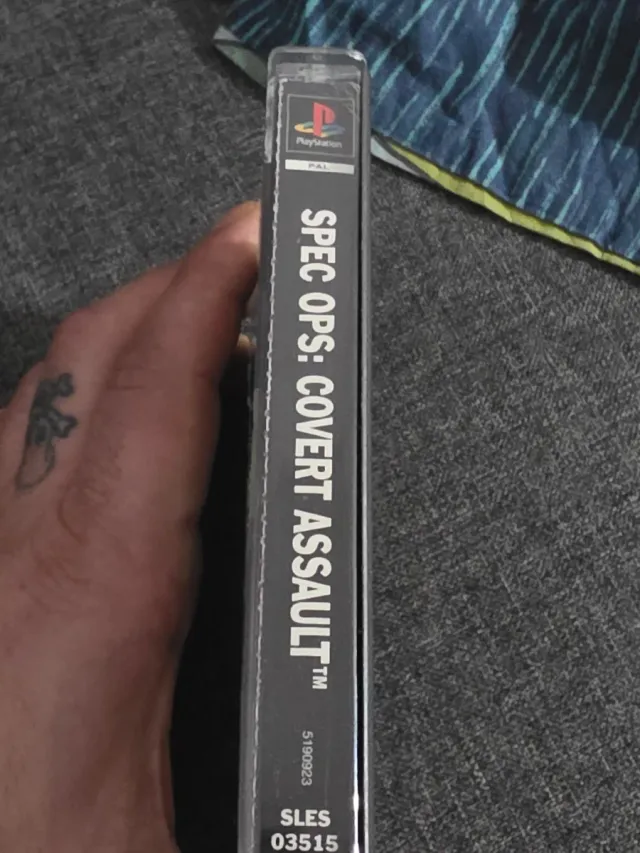 PlayStation
PAL
SPEC OPS: COVERT ASSAULT™
5190923
SLES
03515